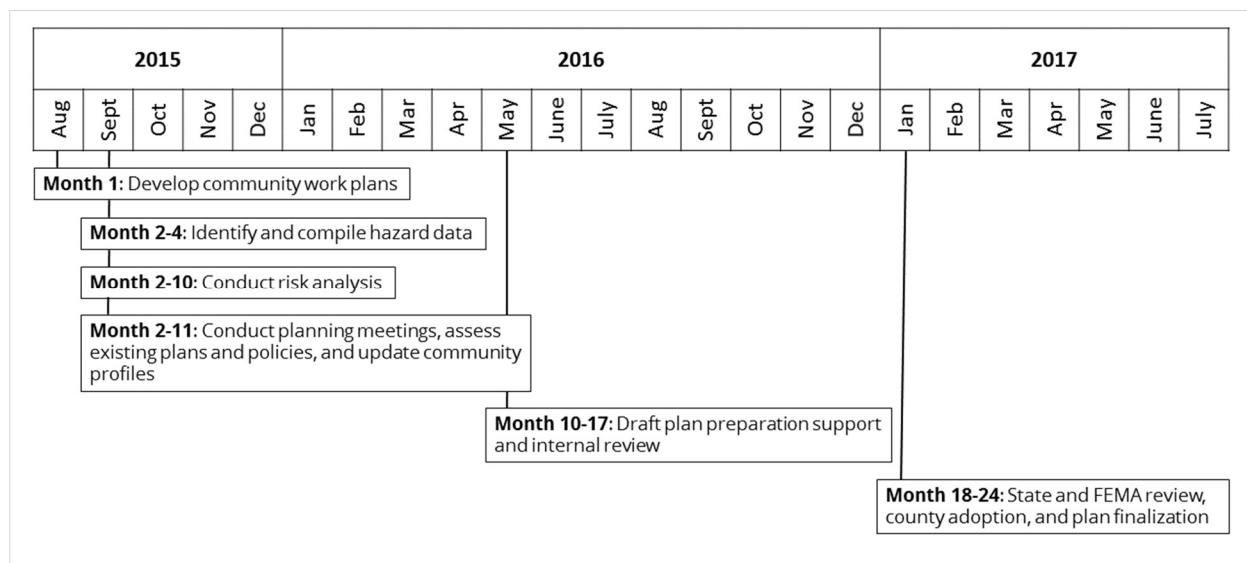 2015 2016 2017
Aug Sept Oct Nov Dec Jan Feb Mar Apr May June July Aug Sept Oct Nov Dec Jan Feb Mar Apr May June July
Month 1: Develop community work plans
Month 2-4: Identify and compile hazard data
Month 2-10: Conduct risk analysis
Month 2-11: Conduct planning meetings, assess
existing plans and policies, and update community
profiles
Month 10-17: Draft plan preparation support
and internal review
Month 18-24: State and FEMA review,
county adoption, and plan finalization